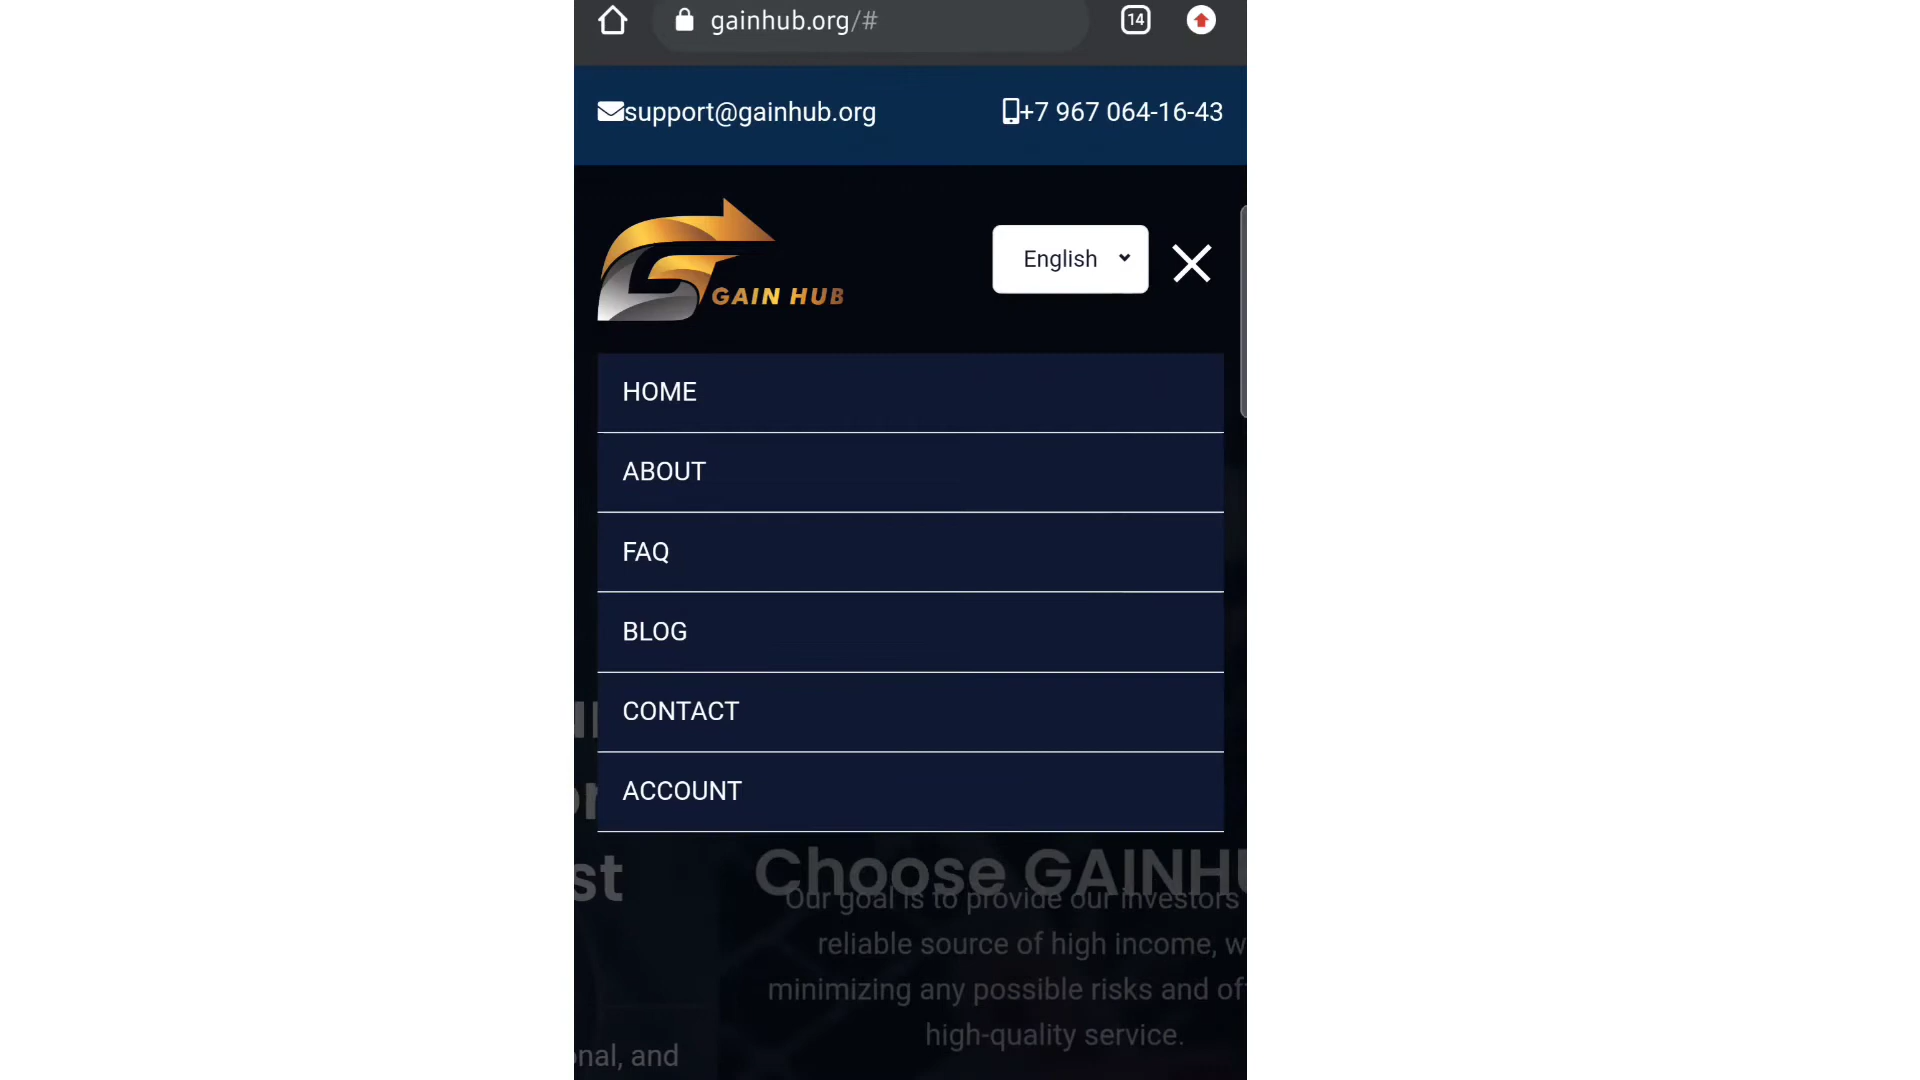 gainhub.org/#
14
support@gainhub.org
+7 967 064-16-43
GAIN HUB
English
HOME
ABOUT
FAQ
BLOG
CONTACT
ACCOUNT
st
Choose GAINHU
Our goal is to provide our investors
reliable source of high income, w
minimizing any possible risks and of
high-quality service.
onal, and